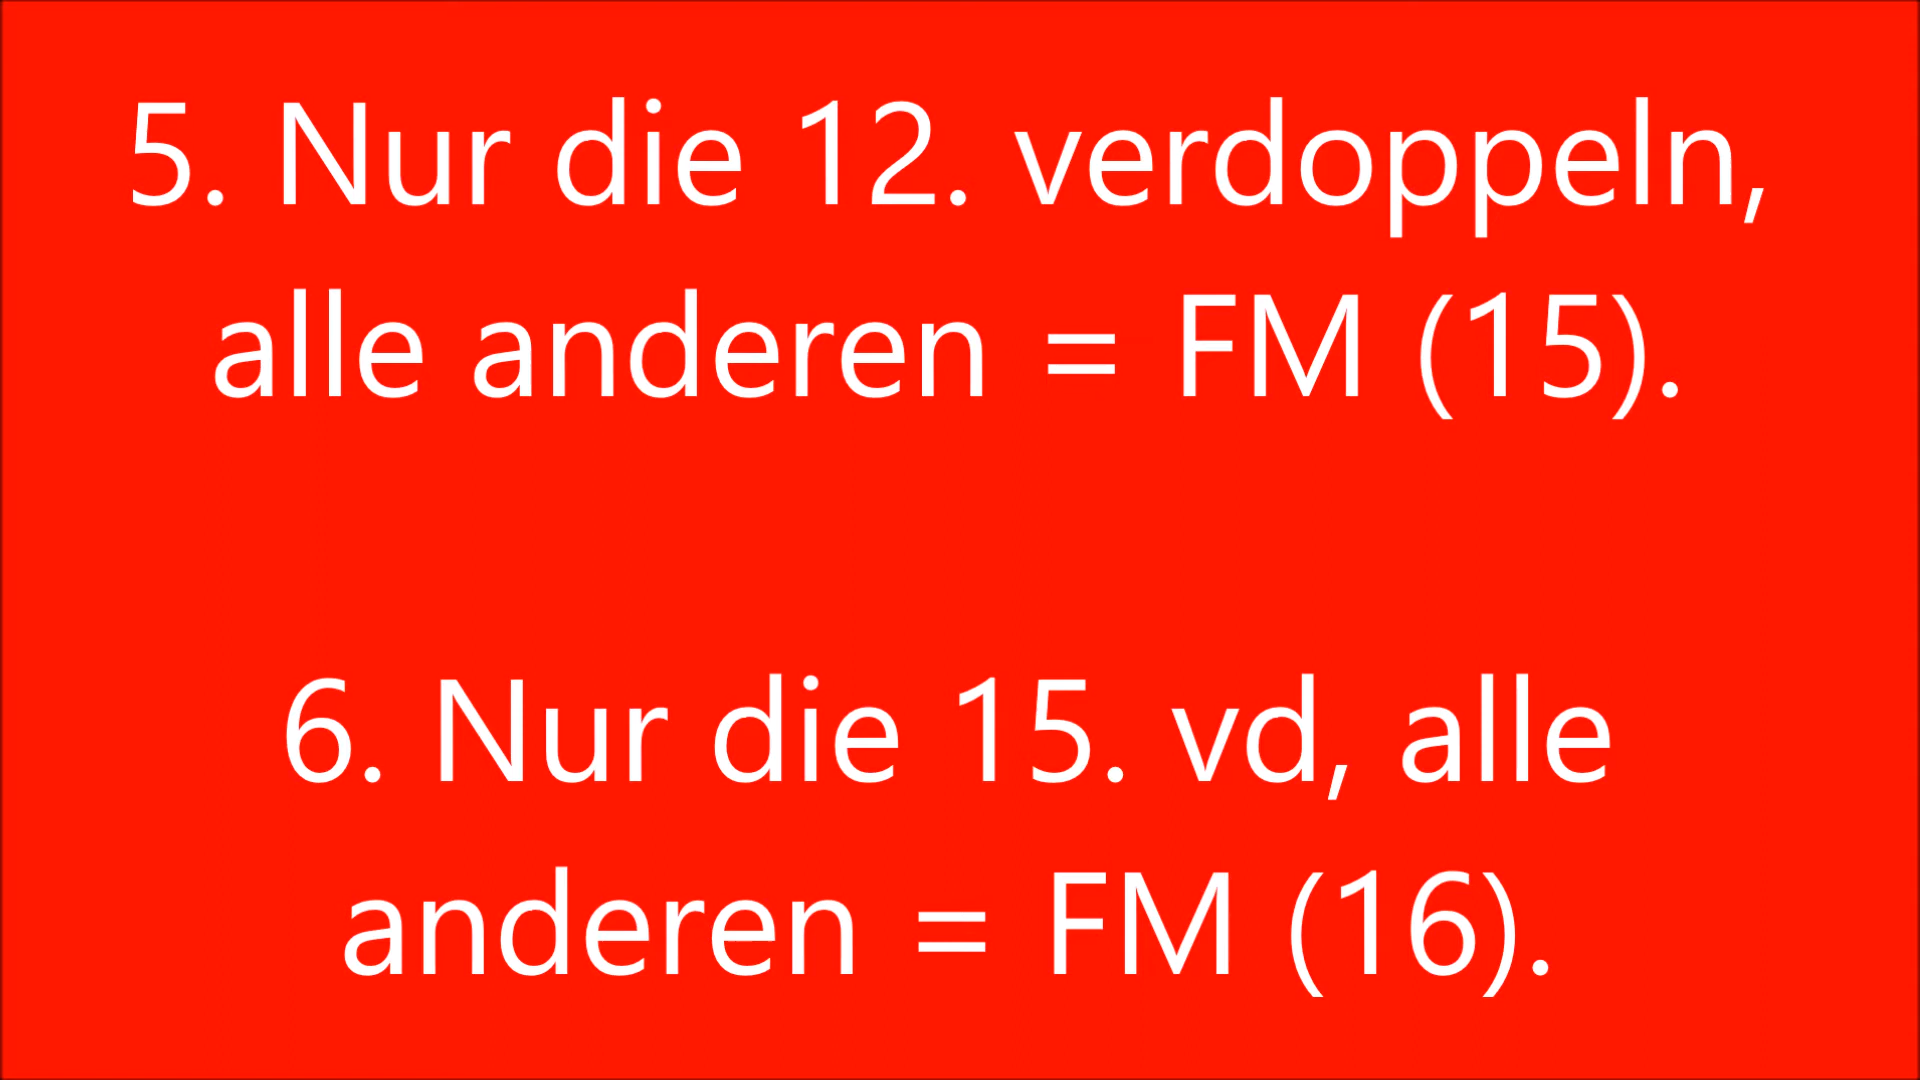 5. Nur die 12. verdoppeln,
alle anderen = FM (15).
6. Nur die 15. vd, alle
anderen = FM (16).